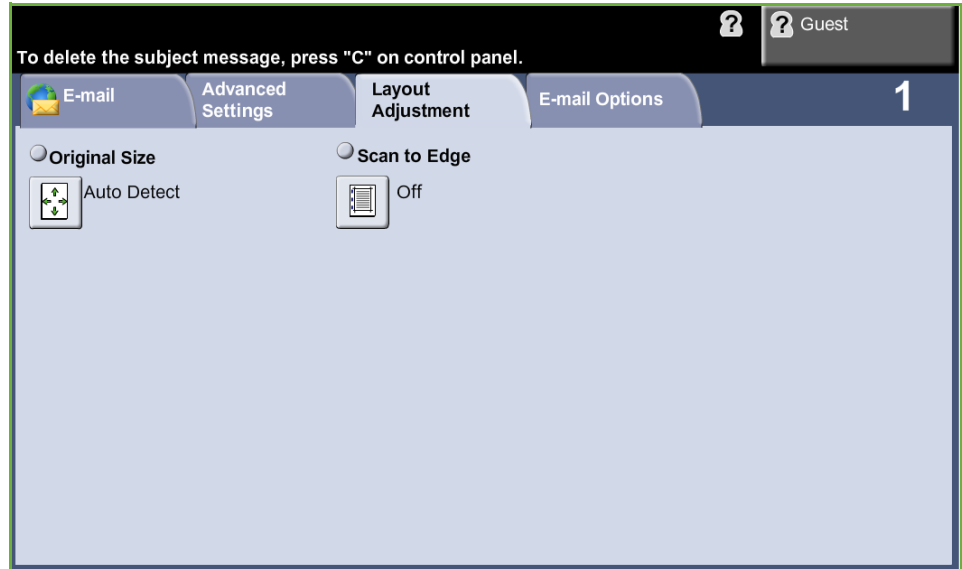 Guest
To delete the subject message, press "C" on control panel.
E-mail
Advanced
Settings
Layout
Adjustment
E-mail Options
1
Original Size
Auto Detect
Scan to Edge
Off